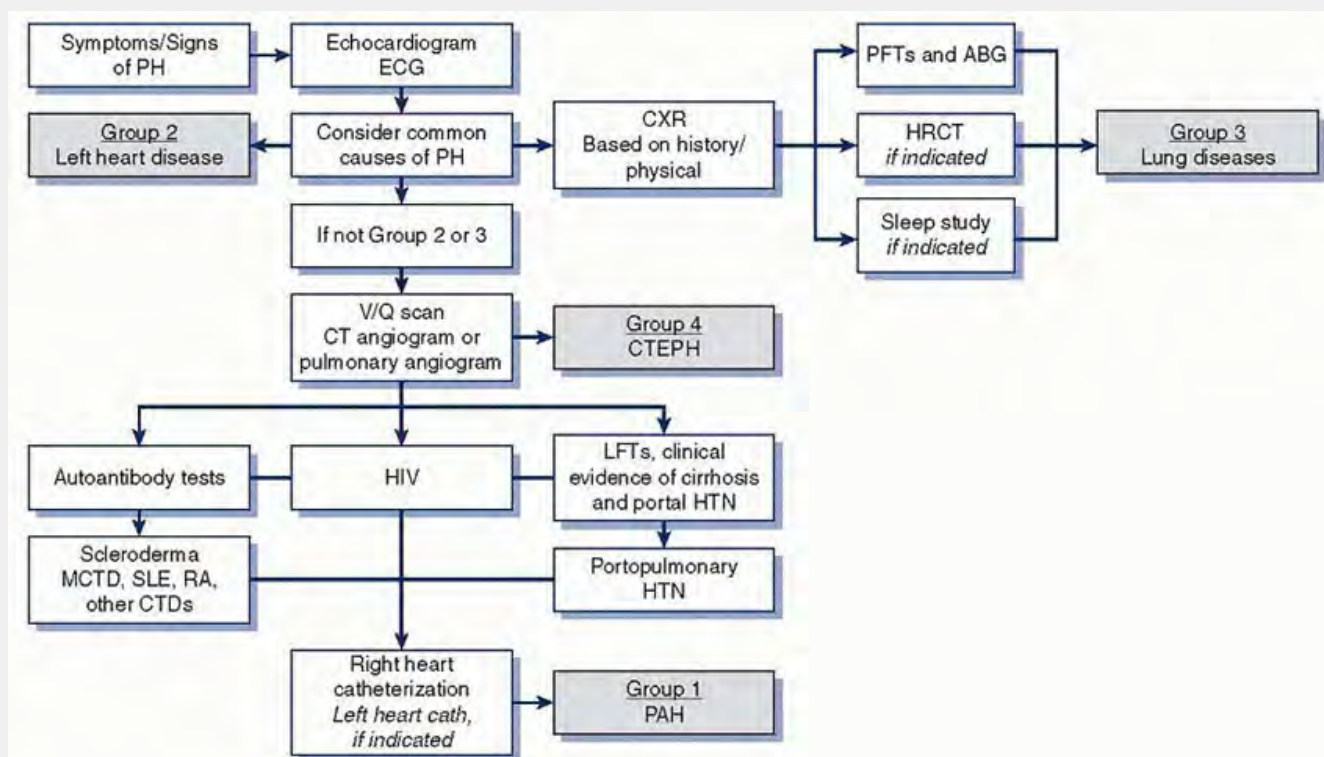 Symptoms/Signs
of PH
Echocardiogram
ECG
PFTs and ABG
Group 2
Left heart disease
Consider common
causes of PH
CXR
Based on history/
physical
HRCT
if indicated
Group 3
Lung diseases
If not Group 2 or 3
Sleep study
if indicated
V/Q scan
CT angiogram or
pulmonary angiogram
Group 4
CTEPH
Autoantibody tests
HIV
LFTs, clinical
evidence of cirrhosis
and portal HTN
Scleroderma
MCTD, SLE, RA,
other CTDs
Portopulmonary
HTN
Right heart
catheterization
Left heart cath,
if indicated
Group 1
PAH